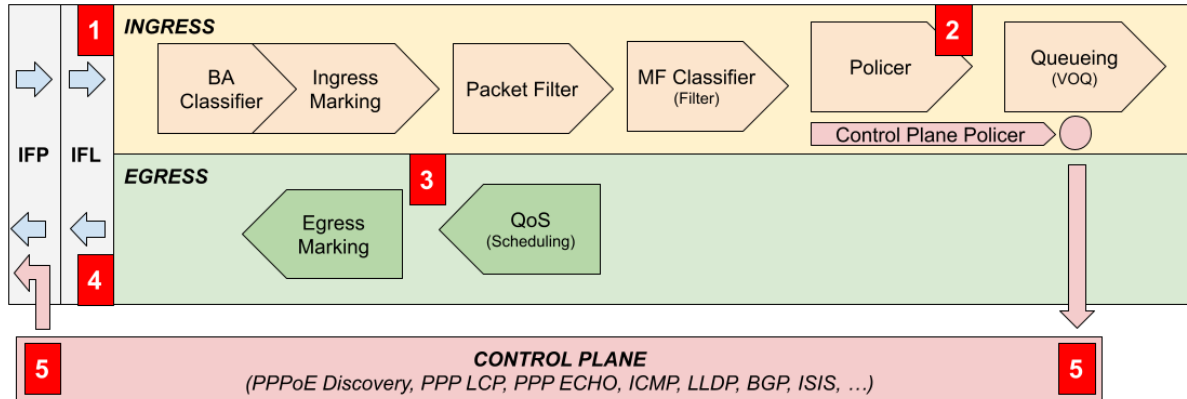 1
INGRESS
2
BA
Classifier
Ingress
Marking
Packet Filter
MF Classifier
(Filter)
Policer
Queueing
(VOQ)
Control Plane Policer
IFP
IFL
EGRESS
3
Egress
Marking
QoS
(Scheduling)
4
5
CONTROL PLANE
(PPPoE Discovery, PPP LCP, PPP ECHO, ICMP, LLDP, BGP, ISIS, …)
5